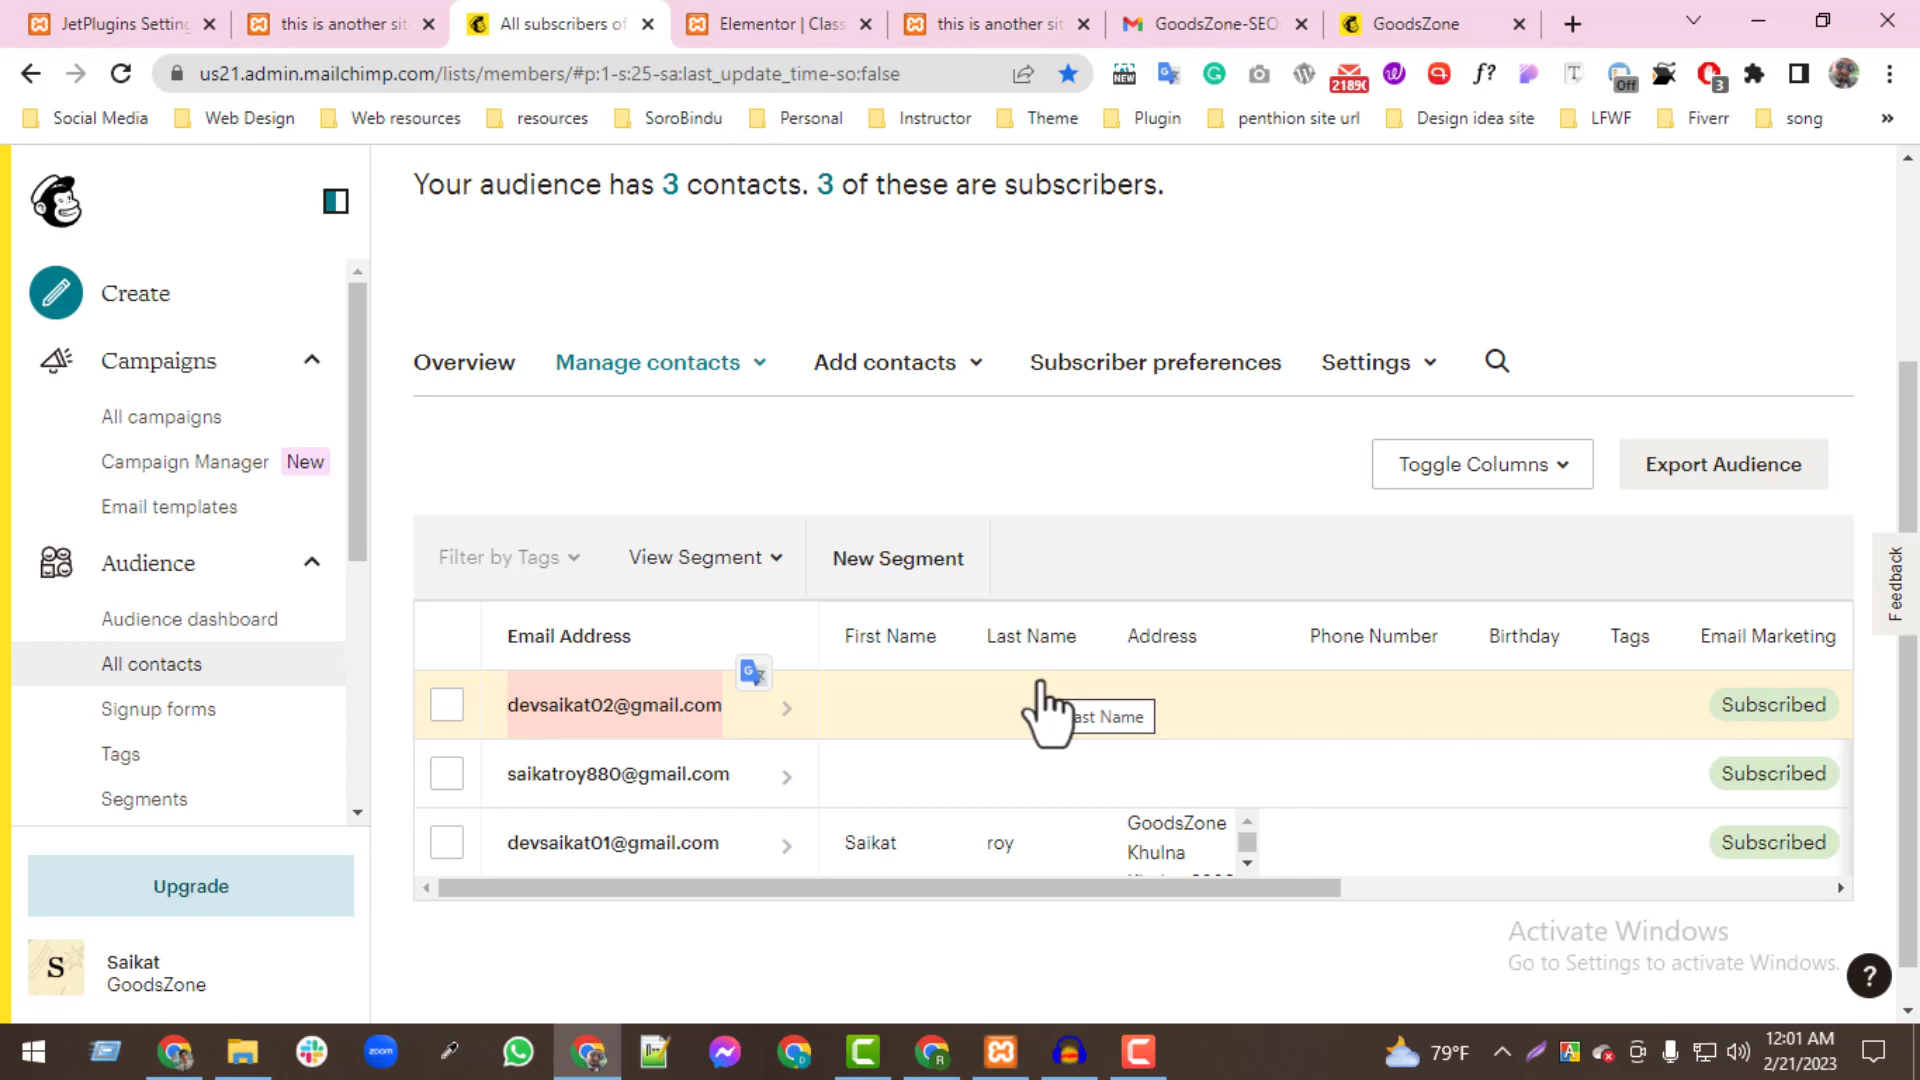 JetPlugins Setting
this is another sit
All subscribers of
Elementor | Class
this is another sit
GoodsZone-SEO:
GoodsZone
us21.admin.mailchimp.com/lists/members/#p:1-s:25-sa:last_update_time-so:false
NEW
2189(
f?
T
Off
3
Social Media
Web Design
Web resources
resources
SoroBindu
Personal
Instructor
Theme
Plugin
penthion site url
Design idea site
LFWF
Fiverr
song
»
Your audience has 3 contacts. 3 of these are subscribers.
Create
Campaigns
All campaigns
Campaign Manager New
Email templates
Audience
Audience dashboard
All contacts
Signup forms
Tags
Segments
Upgrade
S
Saikat
GoodsZone
Overview
Manage contacts
Add contacts
Subscriber preferences
Settings
Toggle Columns
Export Audience
Filter by Tags
View Segment
New Segment
Email Address
First Name
Last Name
Address
Phone Number
Birthday
Tags
Email Marketing
devsaikat02@gmail.com
ast Name
Subscribed
saikatroy880@gmail.com
Subscribed
devsaikat01@gmail.com
Saikat
roy
GoodsZone
Khulna
Subscribed
Feedback
Activate Windows
Go to Settings to activate Windows.
?
zoom
79°F
12:01 AM
2/21/2023